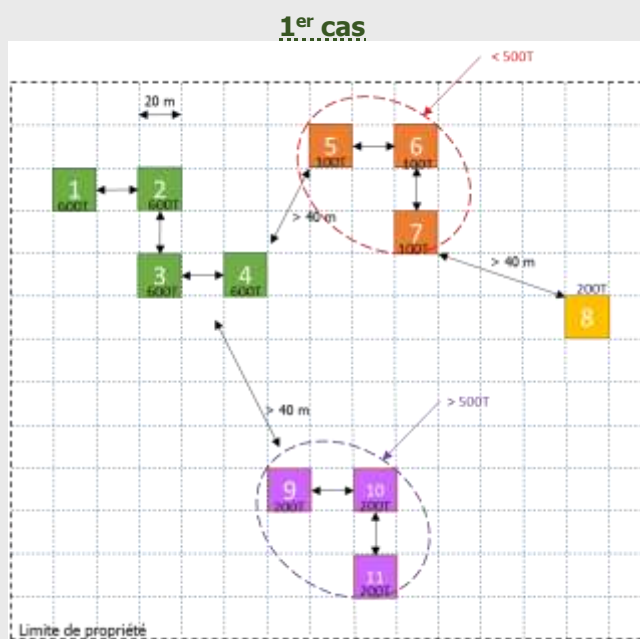 1er cas
< 500T
20 m
5
100T
6
100T
1
600T
2
600T
> 40 m
7
100T
3
600T
4
600T
> 40 m
200T
8
> 40 m
> 500T
9
200T
10
200T
11
200T
Limite de propriété